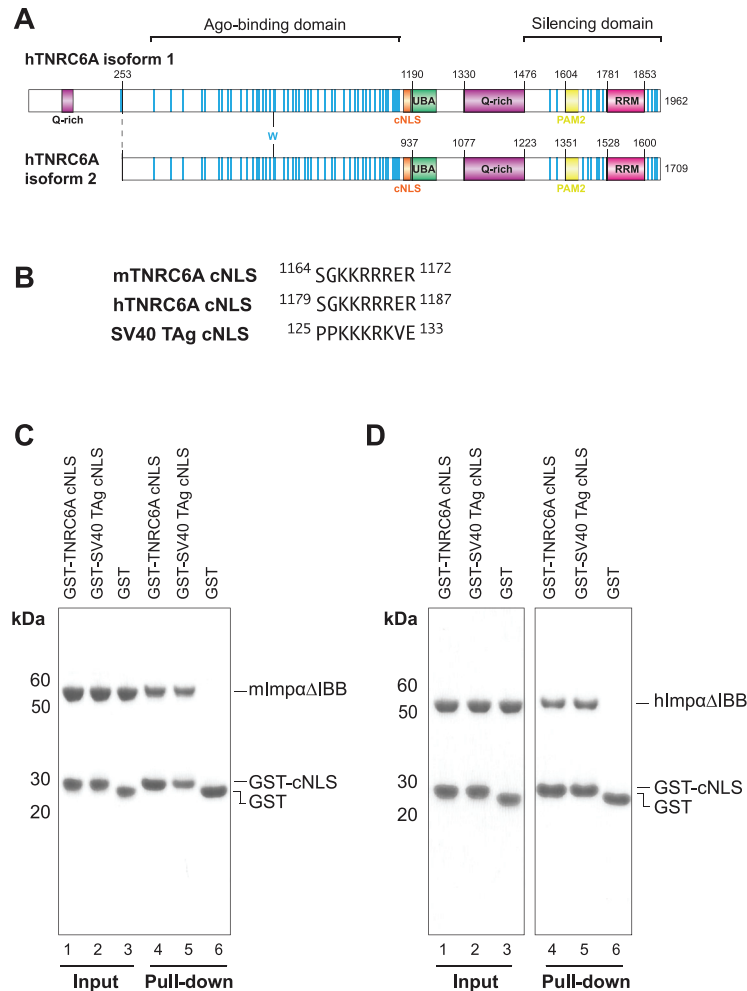 A
Ago-binding domain
Silencing domain
hTNRC6A isoform 1
253
1190
1330
1476
1604
1781
1853
UBA
Q-rich
RRM
1962
Q-rich
cNLS
PAM2
W
hTNRC6A
isoform 2
937
1077
1223
1351
1528
1600
UBA
Q-rich
RRM
1709
cNLS
PAM2
B
mTNRC6A cNLS 1164 SGKKRRRER 1172
hTNRC6A cNLS 1179 SGKKRRRER 1187
SV40 TAg cNLS 125 PPKKKRKVE 133
C
GST-TNRC6A cNLS
GST-SV40 TAg cNLS
GST
GST-TNRC6A cNLS
GST-SV40 TAg cNLS
GST
kDa
60
50
30
20
mImpαΔIBB
GST-cNLS
GST
1 2 3 4 5 6
Input Pull-down
D
GST-TNRC6A cNLS
GST-SV40 TAg cNLS
GST
GST-TNRC6A cNLS
GST-SV40 TAg cNLS
GST
kDa
60
50
30
20
hImpαΔIBB
GST-cNLS
GST
1 2 3 4 5 6
Input Pull-down